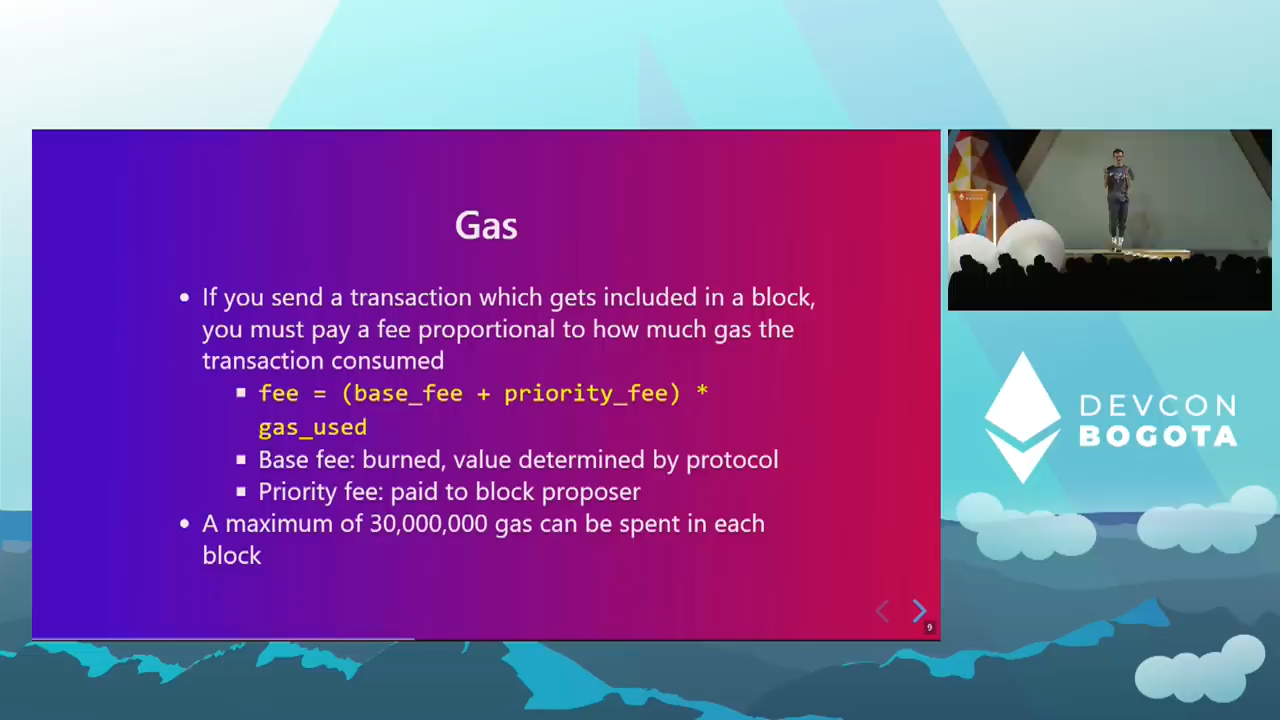 Gas
• If you send a transaction which gets included in a block,
you must pay a fee proportional to how much gas the
transaction consumed
▪ fee = (base_fee + priority_fee) *
gas_used
▪ Base fee: burned, value determined by protocol
▪ Priority fee: paid to block proposer
• A maximum of 30,000,000 gas can be spent in each
block
9
DEVCON
BOGOTA